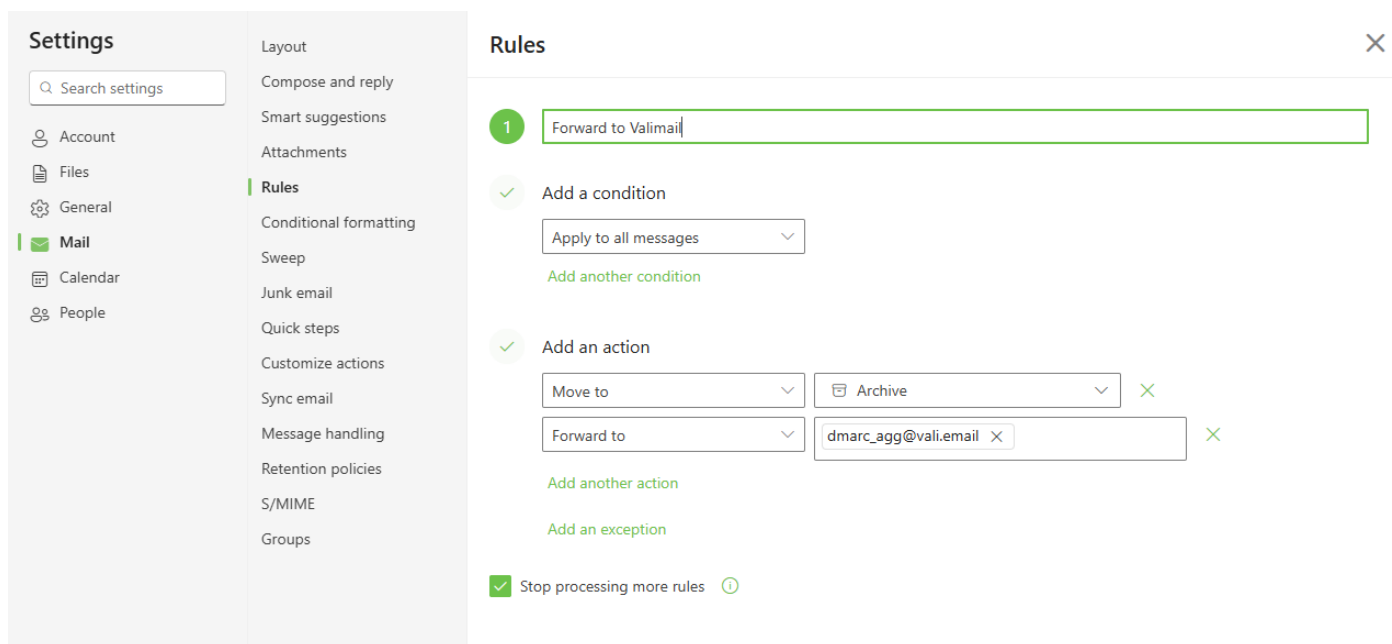 Settings
Search settings
Account
Files
General
Mail
Calendar
People
Layout
Compose and reply
Smart suggestions
Attachments
Rules
Conditional formatting
Sweep
Junk email
Quick steps
Customize actions
Sync email
Message handling
Retention policies
S/MIME
Groups
Rules
1
Forward to Valimail
Add a condition
Apply to all messages
Add another condition
Add an action
Move to
Archive
Forward to
dmarc_agg@vali.email
Add another action
Add an exception
Stop processing more rules